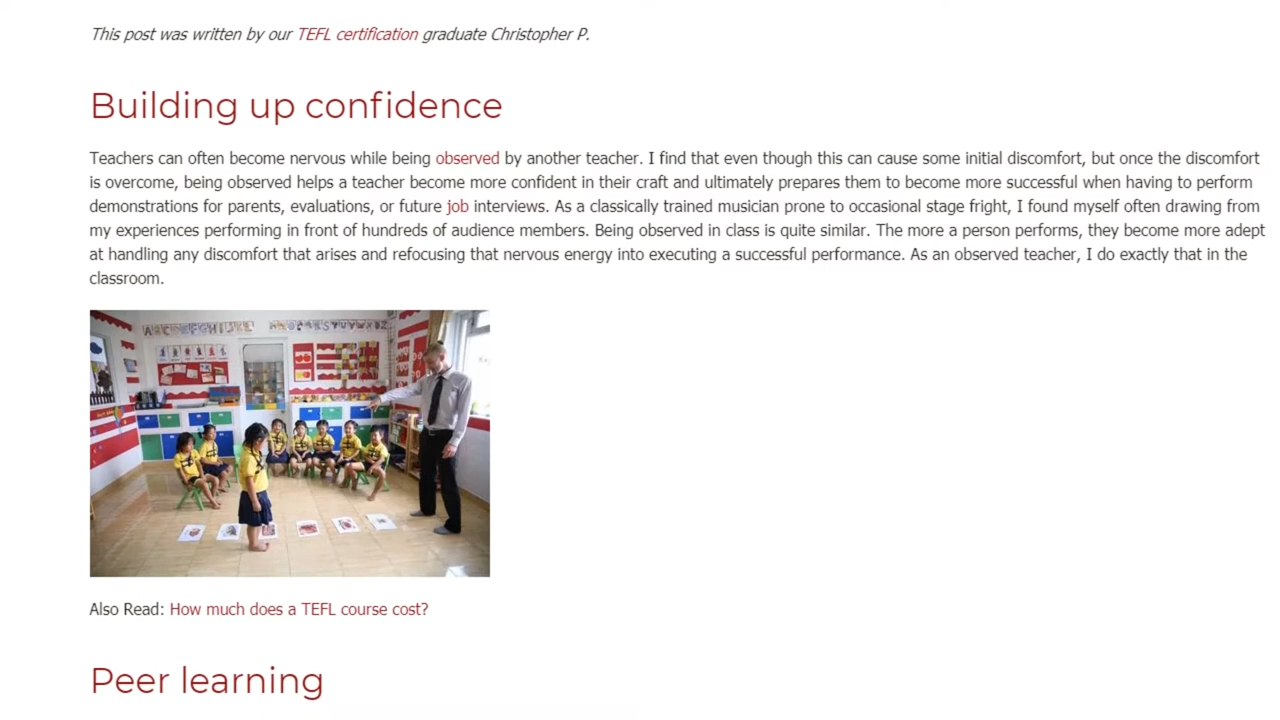 This post was written by our TEFL certification graduate Christopher P.
Building up confidence
Teachers can often become nervous while being observed by another teacher. I find that even though this can cause some initial discomfort, but once the discomfort
is overcome, being observed helps a teacher become more confident in their craft and ultimately prepares them to become more successful when having to perform
demonstrations for parents, evaluations, or future job interviews. As a classically trained musician prone to occasional stage fright, I found myself often drawing from
my experiences performing in front of hundreds of audience members. Being observed in class is quite similar. The more a person performs, they become more adept
at handling any discomfort that arises and refocusing that nervous energy into executing a successful performance. As an observed teacher, I do exactly that in the
classroom.
Also Read: How much does a TEFL course cost?
Peer learning